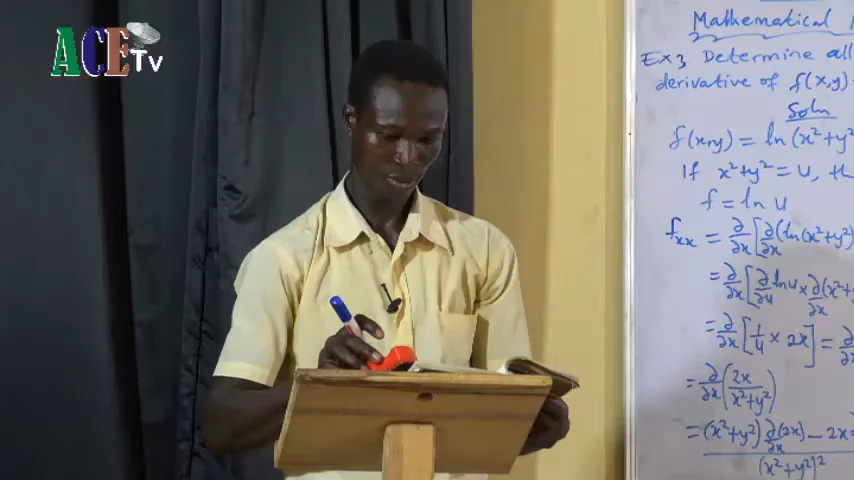 ACE TV
Mathematical
Ex3 Determine all
derivative of f(x,y)
Soln
f(x,y) = ln(x²+y²
If x²+y² = u, th
f = ln u
fxx = ∂/∂x[∂/∂x(ln(x²+y²)
= ∂/∂x[∂/∂u ln u × ∂/∂x(x²+
= ∂/∂x[1/u × 2x] = ∂/∂x
= ∂/∂x(2x/(x²+y²))
= (x²+y²) ∂/∂x(2x) - 2x
(x²+y²)²